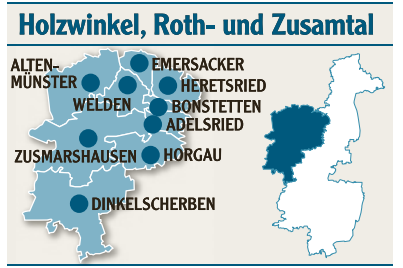 Holzwinkel, Roth- und Zusamtal
ALTEN-
MÜNSTER
EMERSACKER
HERETSRIED
WELDEN
BONSTETTEN
ADELSRIED
ZUSMARSHAUSEN
HORGAU
DINKELSCHERBEN